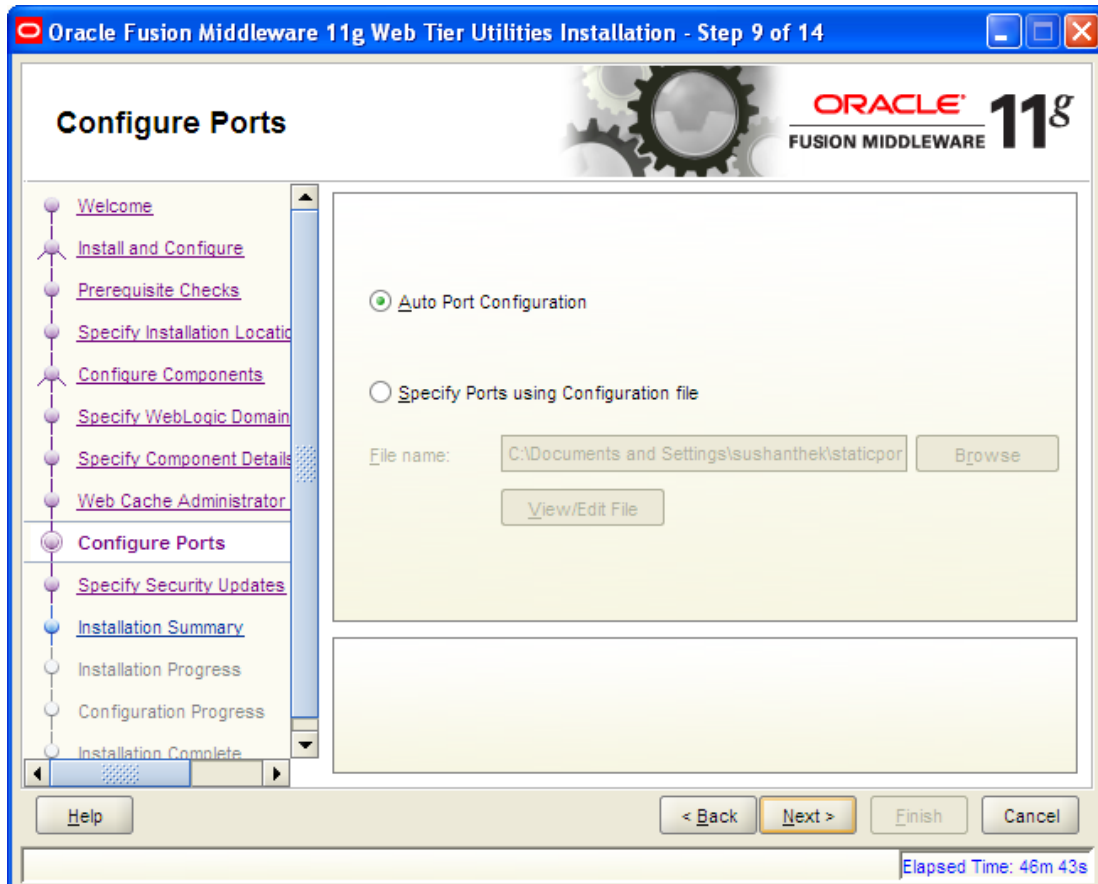 Oracle Fusion Middleware 11g Web Tier Utilities Installation - Step 9 of 14
Configure Ports
ORACLE
FUSION MIDDLEWARE
11g
Welcome
Install and Configure
Prerequisite Checks
Specify Installation Locatio
Configure Components
Specify WebLogic Domain
Specify Component Details
Web Cache Administrator
Configure Ports
Specify Security Updates
Installation Summary
Installation Progress
Configuration Progress
Installation Complete
Auto Port Configuration
Specify Ports using Configuration file
File name:
C:\Documents and Settings\sushanthek\staticpor
Browse
View/Edit File
Help
< Back
Next >
Finish
Cancel
Elapsed Time: 46m 43s